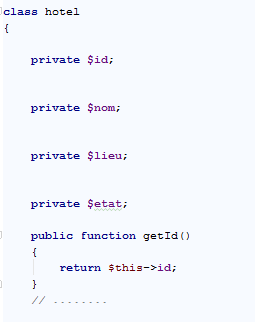 class hotel
{
private $id;
private $nom;
private $lieu;
private $etat;
public function getId()
{
return $this->id;
}
// ........